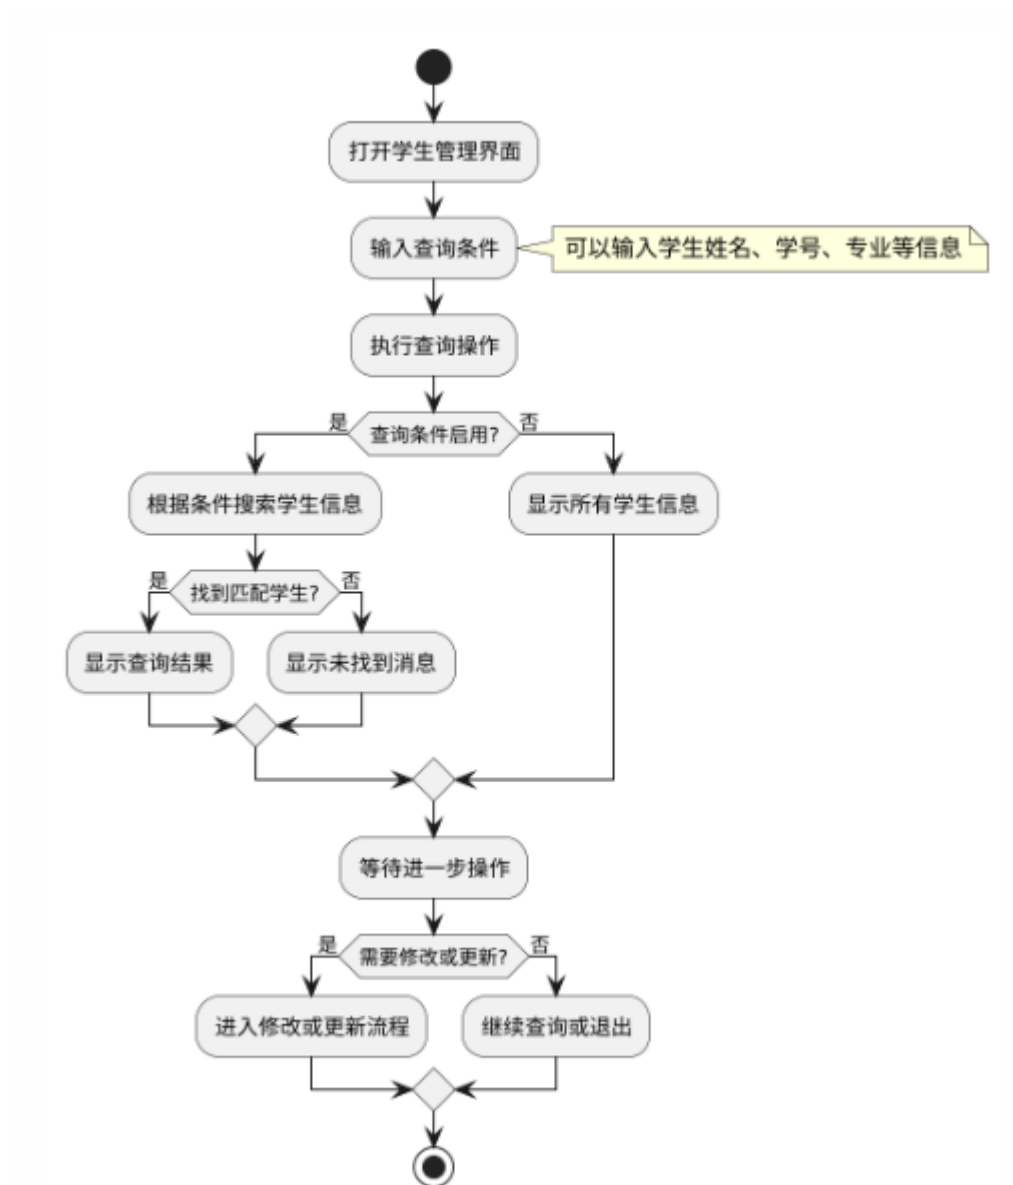 打开学生管理界面
输入查询条件
可以输入学生姓名、学号、专业等信息
执行查询操作
是
查询条件启用?
否
根据条件搜索学生信息
显示所有学生信息
是
找到匹配学生?
否
显示查询结果
显示未找到消息
等待进一步操作
是
需要修改或更新?
否
进入修改或更新流程
继续查询或退出